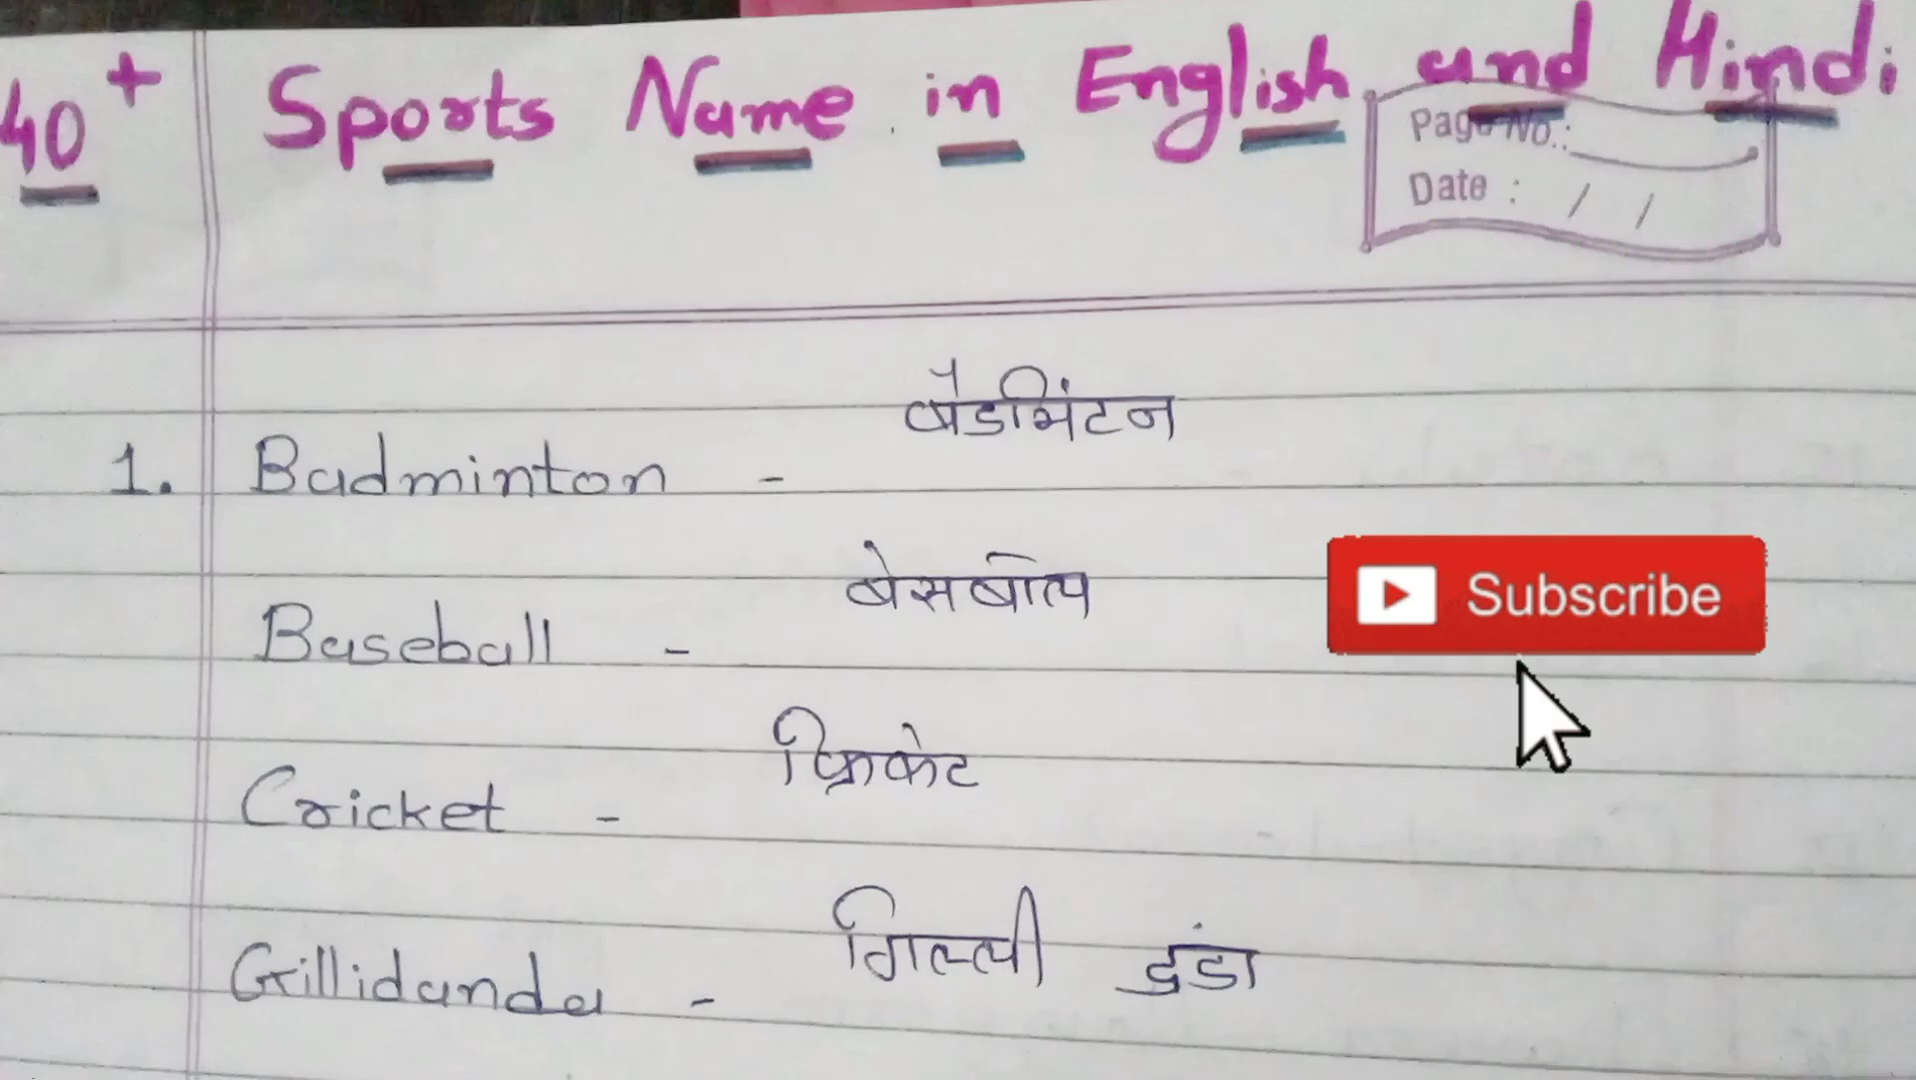 40+ Sports Name in English and Hindi
Page No.:
Date : / /
1. Badminton - बैडमिंटन
Baseball - बेसबॉल
Cricket - क्रिकेट
Gillidanda - गिल्ली डंडा
Subscribe